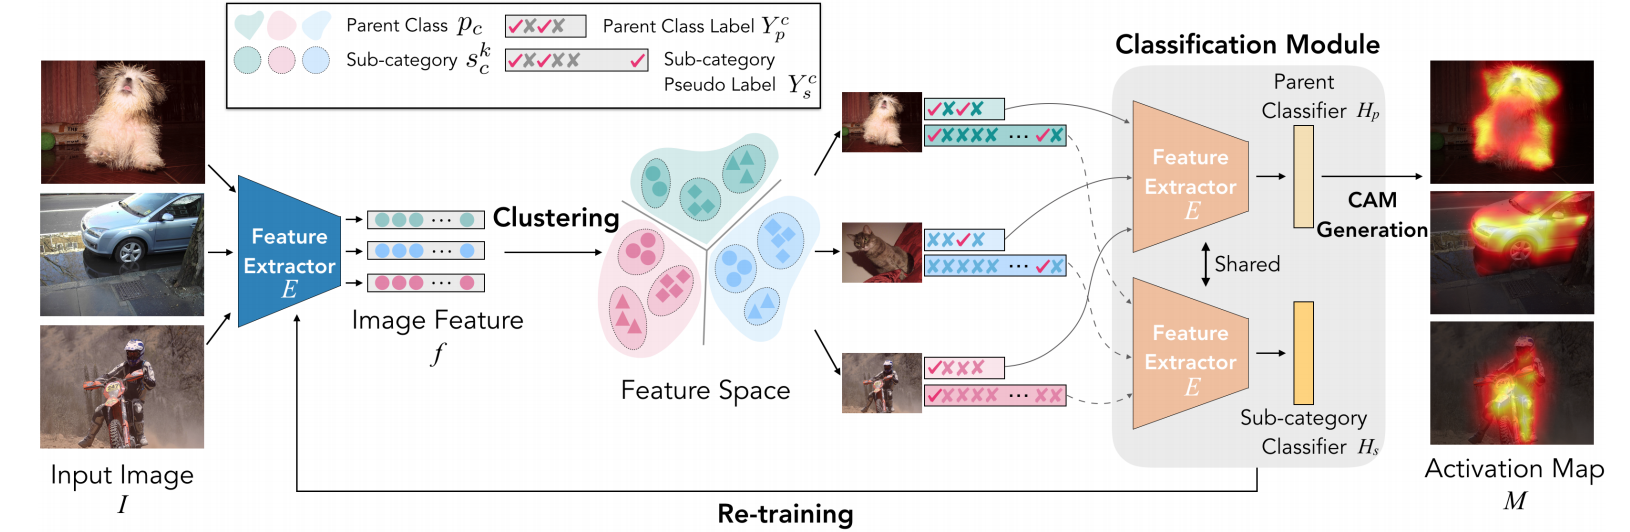 Parent Class p_c
Parent Class Label Y_p^c
Sub-category s_c^k
Sub-category
Pseudo Label Y_s^c
Classification Module
Parent
Classifier H_p
Feature
Extractor
E
Clustering
Feature
Extractor
E
CAM
Generation
Shared
Image Feature
f
Feature Space
Feature
Extractor
E
Sub-category
Classifier H_s
Input Image
I
Activation Map
M
Re-training